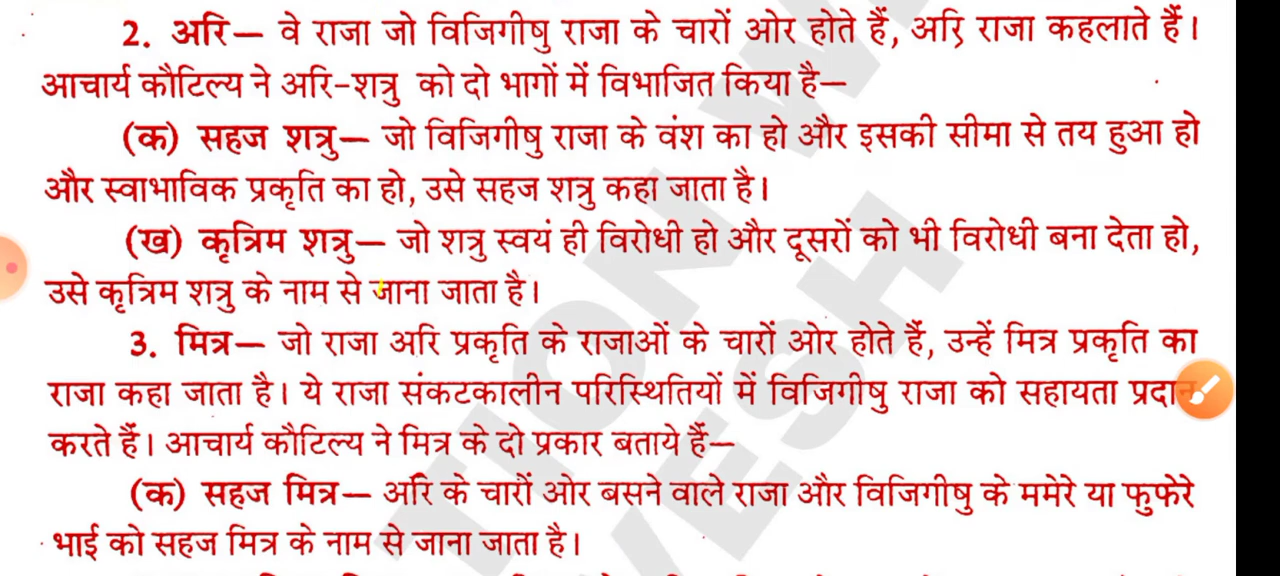 2. अरि— वे राजा जो विजिगीषु राजा के चारों ओर होते हैं, अरि राजा कहलाते हैं।
आचार्य कौटिल्य ने अरि-शत्रु को दो भागों में विभाजित किया है—
(क) सहज शत्रु— जो विजिगीषु राजा के वंश का हो और इसकी सीमा से तय हुआ हो
और स्वाभाविक प्रकृति का हो, उसे सहज शत्रु कहा जाता है।
(ख) कृत्रिम शत्रु— जो शत्रु स्वयं ही विरोधी हो और दूसरों को भी विरोधी बना देता हो,
उसे कृत्रिम शत्रु के नाम से जाना जाता है।
3. मित्र— जो राजा अरि प्रकृति के राजाओं के चारों ओर होते हैं, उन्हें मित्र प्रकृति का
राजा कहा जाता है। ये राजा संकटकालीन परिस्थितियों में विजिगीषु राजा को सहायता प्रदान
करते हैं। आचार्य कौटिल्य ने मित्र के दो प्रकार बताये हैं—
(क) सहज मित्र— अरि के चारों ओर बसने वाले राजा और विजिगीषु के ममेरे या फुफेरे
भाई को सहज मित्र के नाम से जाना जाता है।